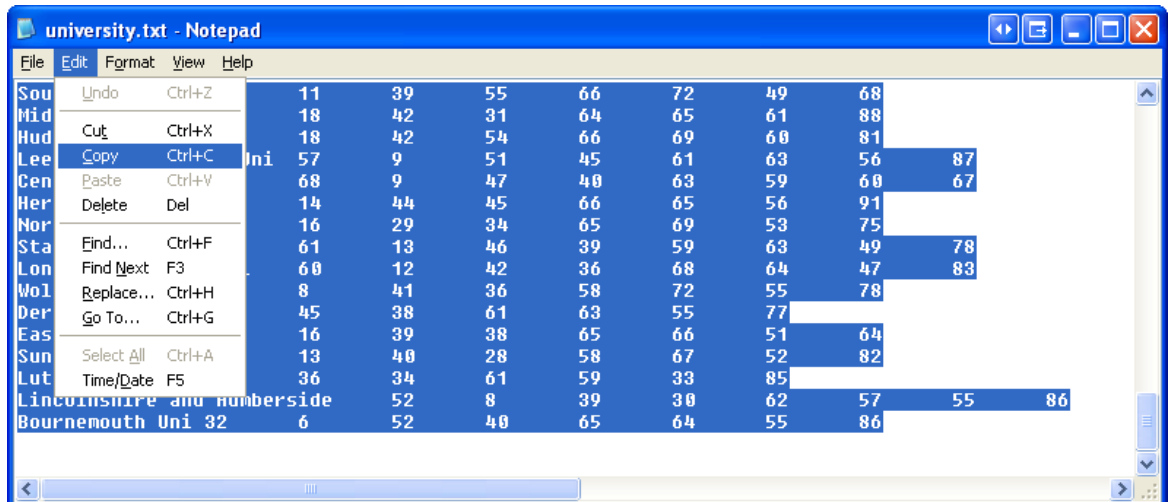 university.txt - Notepad
File Edit Format View Help
Undo Ctrl+Z
Cut Ctrl+X
Copy Ctrl+C
Paste Ctrl+V
Delete Del
Find... Ctrl+F
Find Next F3
Replace... Ctrl+H
Go To... Ctrl+G
Select All Ctrl+A
Time/Date F5
Sou 11 39 55 66 72 49 68
Mid 18 42 31 64 65 61 88
Hud 18 42 54 66 69 60 81
Lee Uni 57 9 51 45 61 63 56 87
Cen 68 9 47 40 63 59 60 67
Her 14 44 45 66 65 56 91
Nor 16 29 34 65 69 53 75
Sta 61 13 46 39 59 63 49 78
Lon 60 12 42 36 68 64 47 83
Wol 8 41 36 58 72 55 78
Der 45 38 61 63 55 77
Eas 16 39 38 65 66 51 64
Sun 13 40 28 58 67 52 82
Lut 36 34 61 59 33 85
Lincolnshire and Humberside 52 8 39 30 62 57 55 86
Bournemouth Uni 32 6 52 40 65 64 55 86